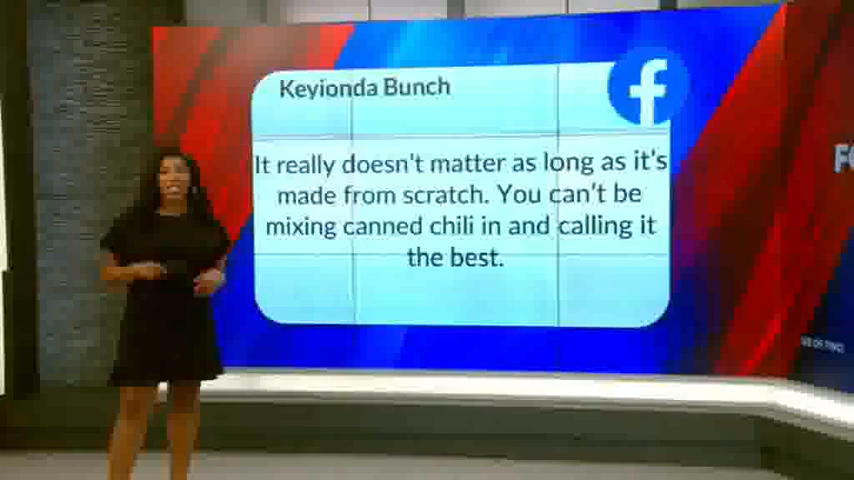 Keyionda Bunch
f
It really doesn't matter as long as it's
made from scratch. You can't be
mixing canned chili in and calling it
the best.
FO